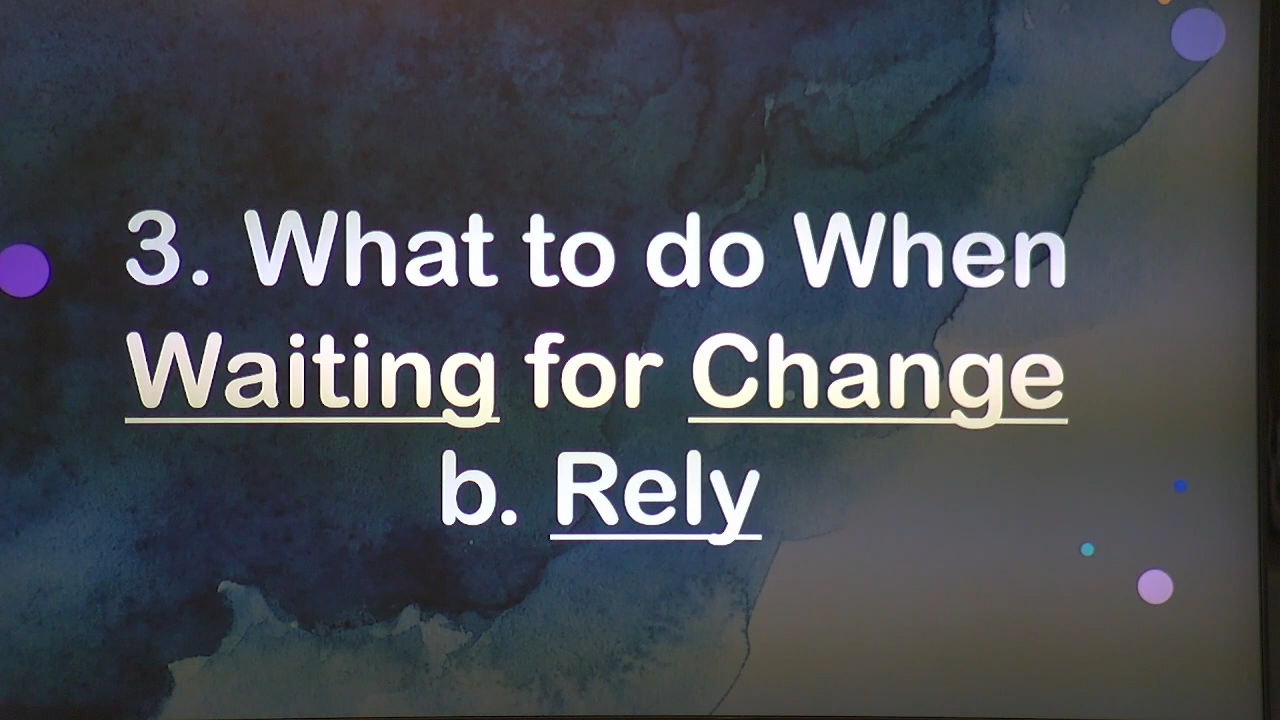 3. What to do When
Waiting for Change
b. Rely